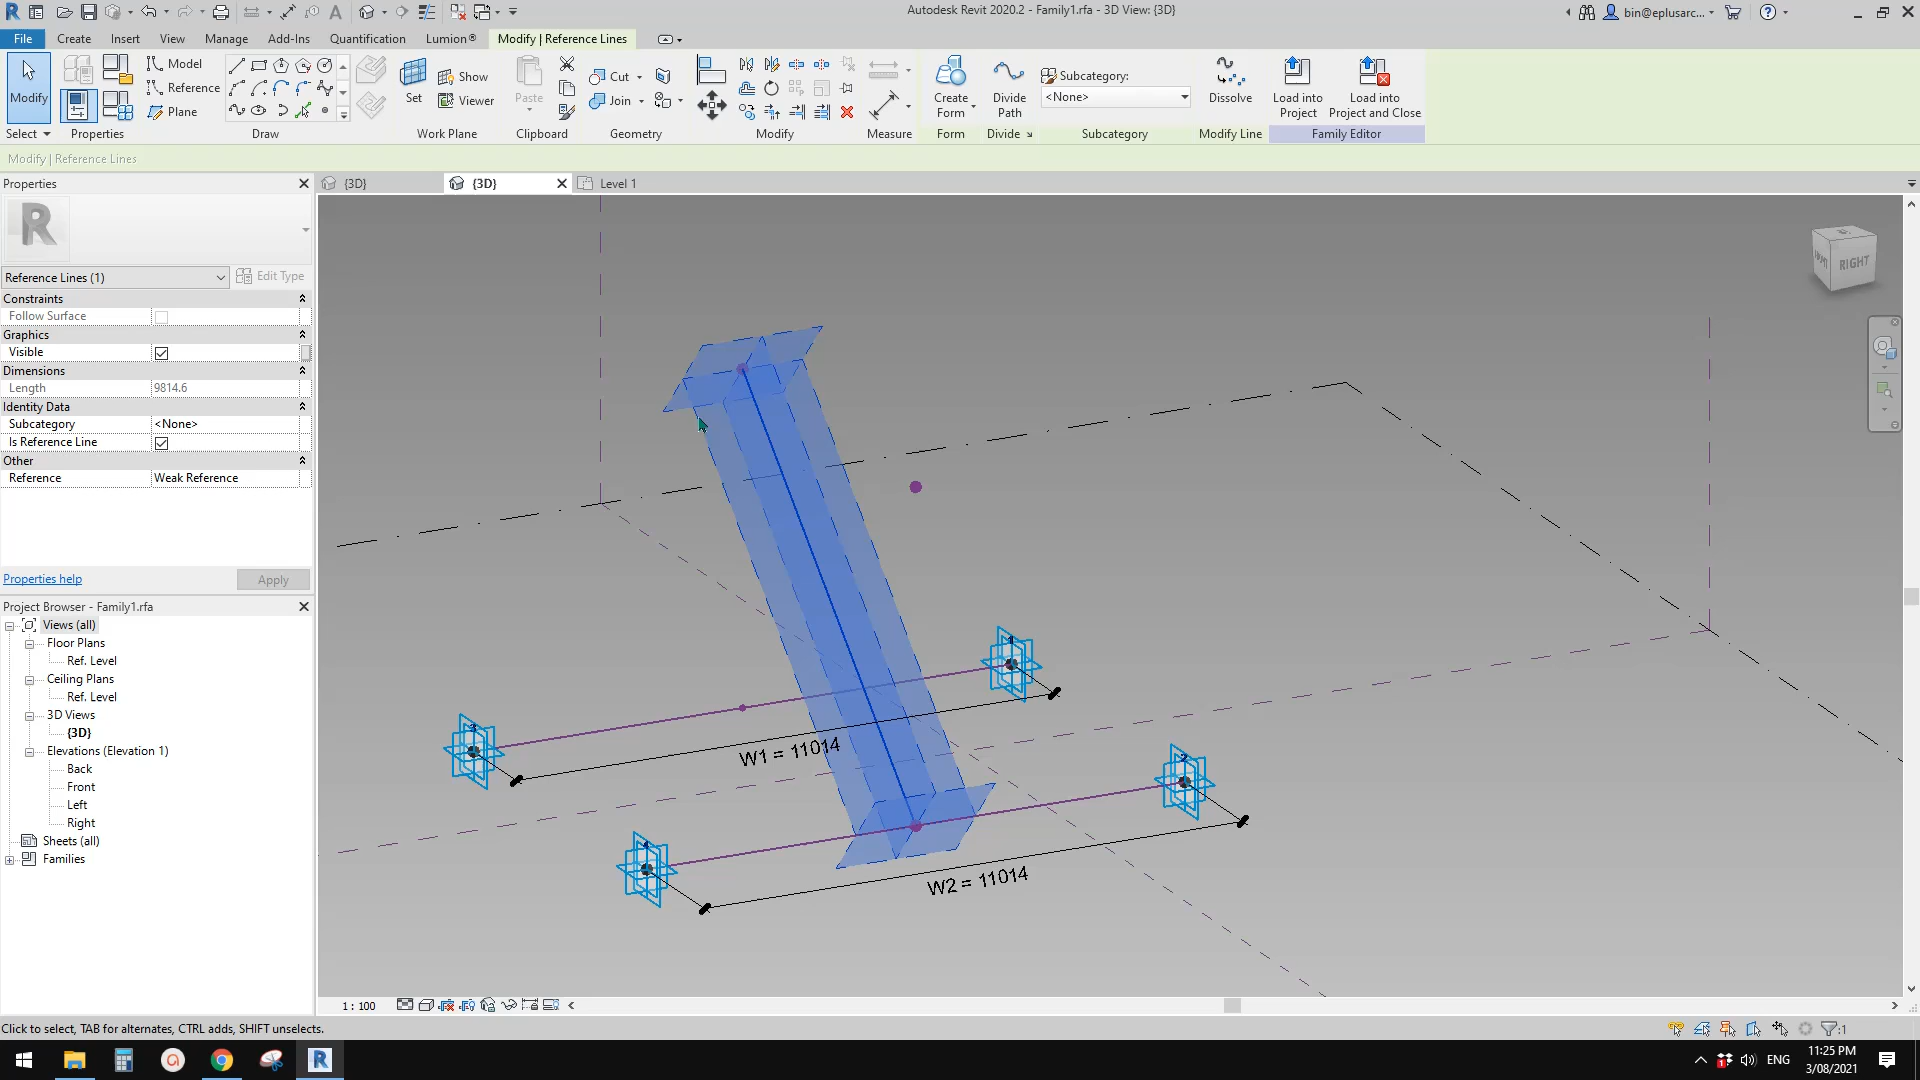 Autodesk Revit 2020.2 - Family1.rfa - 3D View: {3D}
bin@eplusarc...
File
Create
Insert
View
Manage
Add-Ins
Quantification
Lumion®
Modify | Reference Lines
Modify
Model
Reference
Plane
Set
Show
Viewer
Paste
Cut
Join
Create
Form
Divide
Path
Subcategory:
<None>
Dissolve
Load into
Project
Load into
Project and Close
Select
Properties
Draw
Work Plane
Clipboard
Geometry
Modify
Measure
Form
Divide
Subcategory
Modify Line
Family Editor
Modify | Reference Lines
Properties
{3D}
{3D}
Level 1
Reference Lines (1)
Edit Type
Constraints
Follow Surface
Graphics
Visible
Dimensions
Length
9814.6
Identity Data
Subcategory
<None>
Is Reference Line
Other
Reference
Weak Reference
Properties help
Apply
Project Browser - Family1.rfa
Views (all)
Floor Plans
Ref. Level
Ceiling Plans
Ref. Level
3D Views
{3D}
Elevations (Elevation 1)
Back
Front
Left
Right
Sheets (all)
Families
RIGHT
W1 = 11014
W2 = 11014
1 : 100
Click to select, TAB for alternates, CTRL adds, SHIFT unselects.
:1
ENG
11:25 PM
3/08/2021